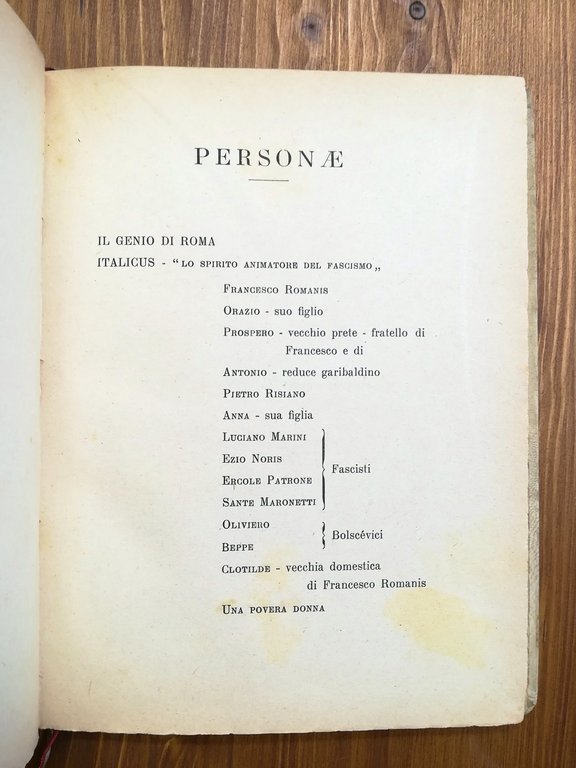 PERSONÆ
IL GENIO DI ROMA
ITALICUS - "LO SPIRITO ANIMATORE DEL FASCISMO„
FRANCESCO ROMANIS
ORAZIO - suo figlio
PROSPERO - vecchio prete - fratello di
Francesco e di
ANTONIO - reduce garibaldino
PIETRO RISIANO
ANNA - sua figlia
LUCIANO MARINI
EZIO NORIS
ERCOLE PATRONE
SANTE MARONETTI
Fascisti
OLIVIERO
BEPPE
Bolscévici
CLOTILDE - vecchia domestica
di Francesco Romanis
UNA POVERA DONNA